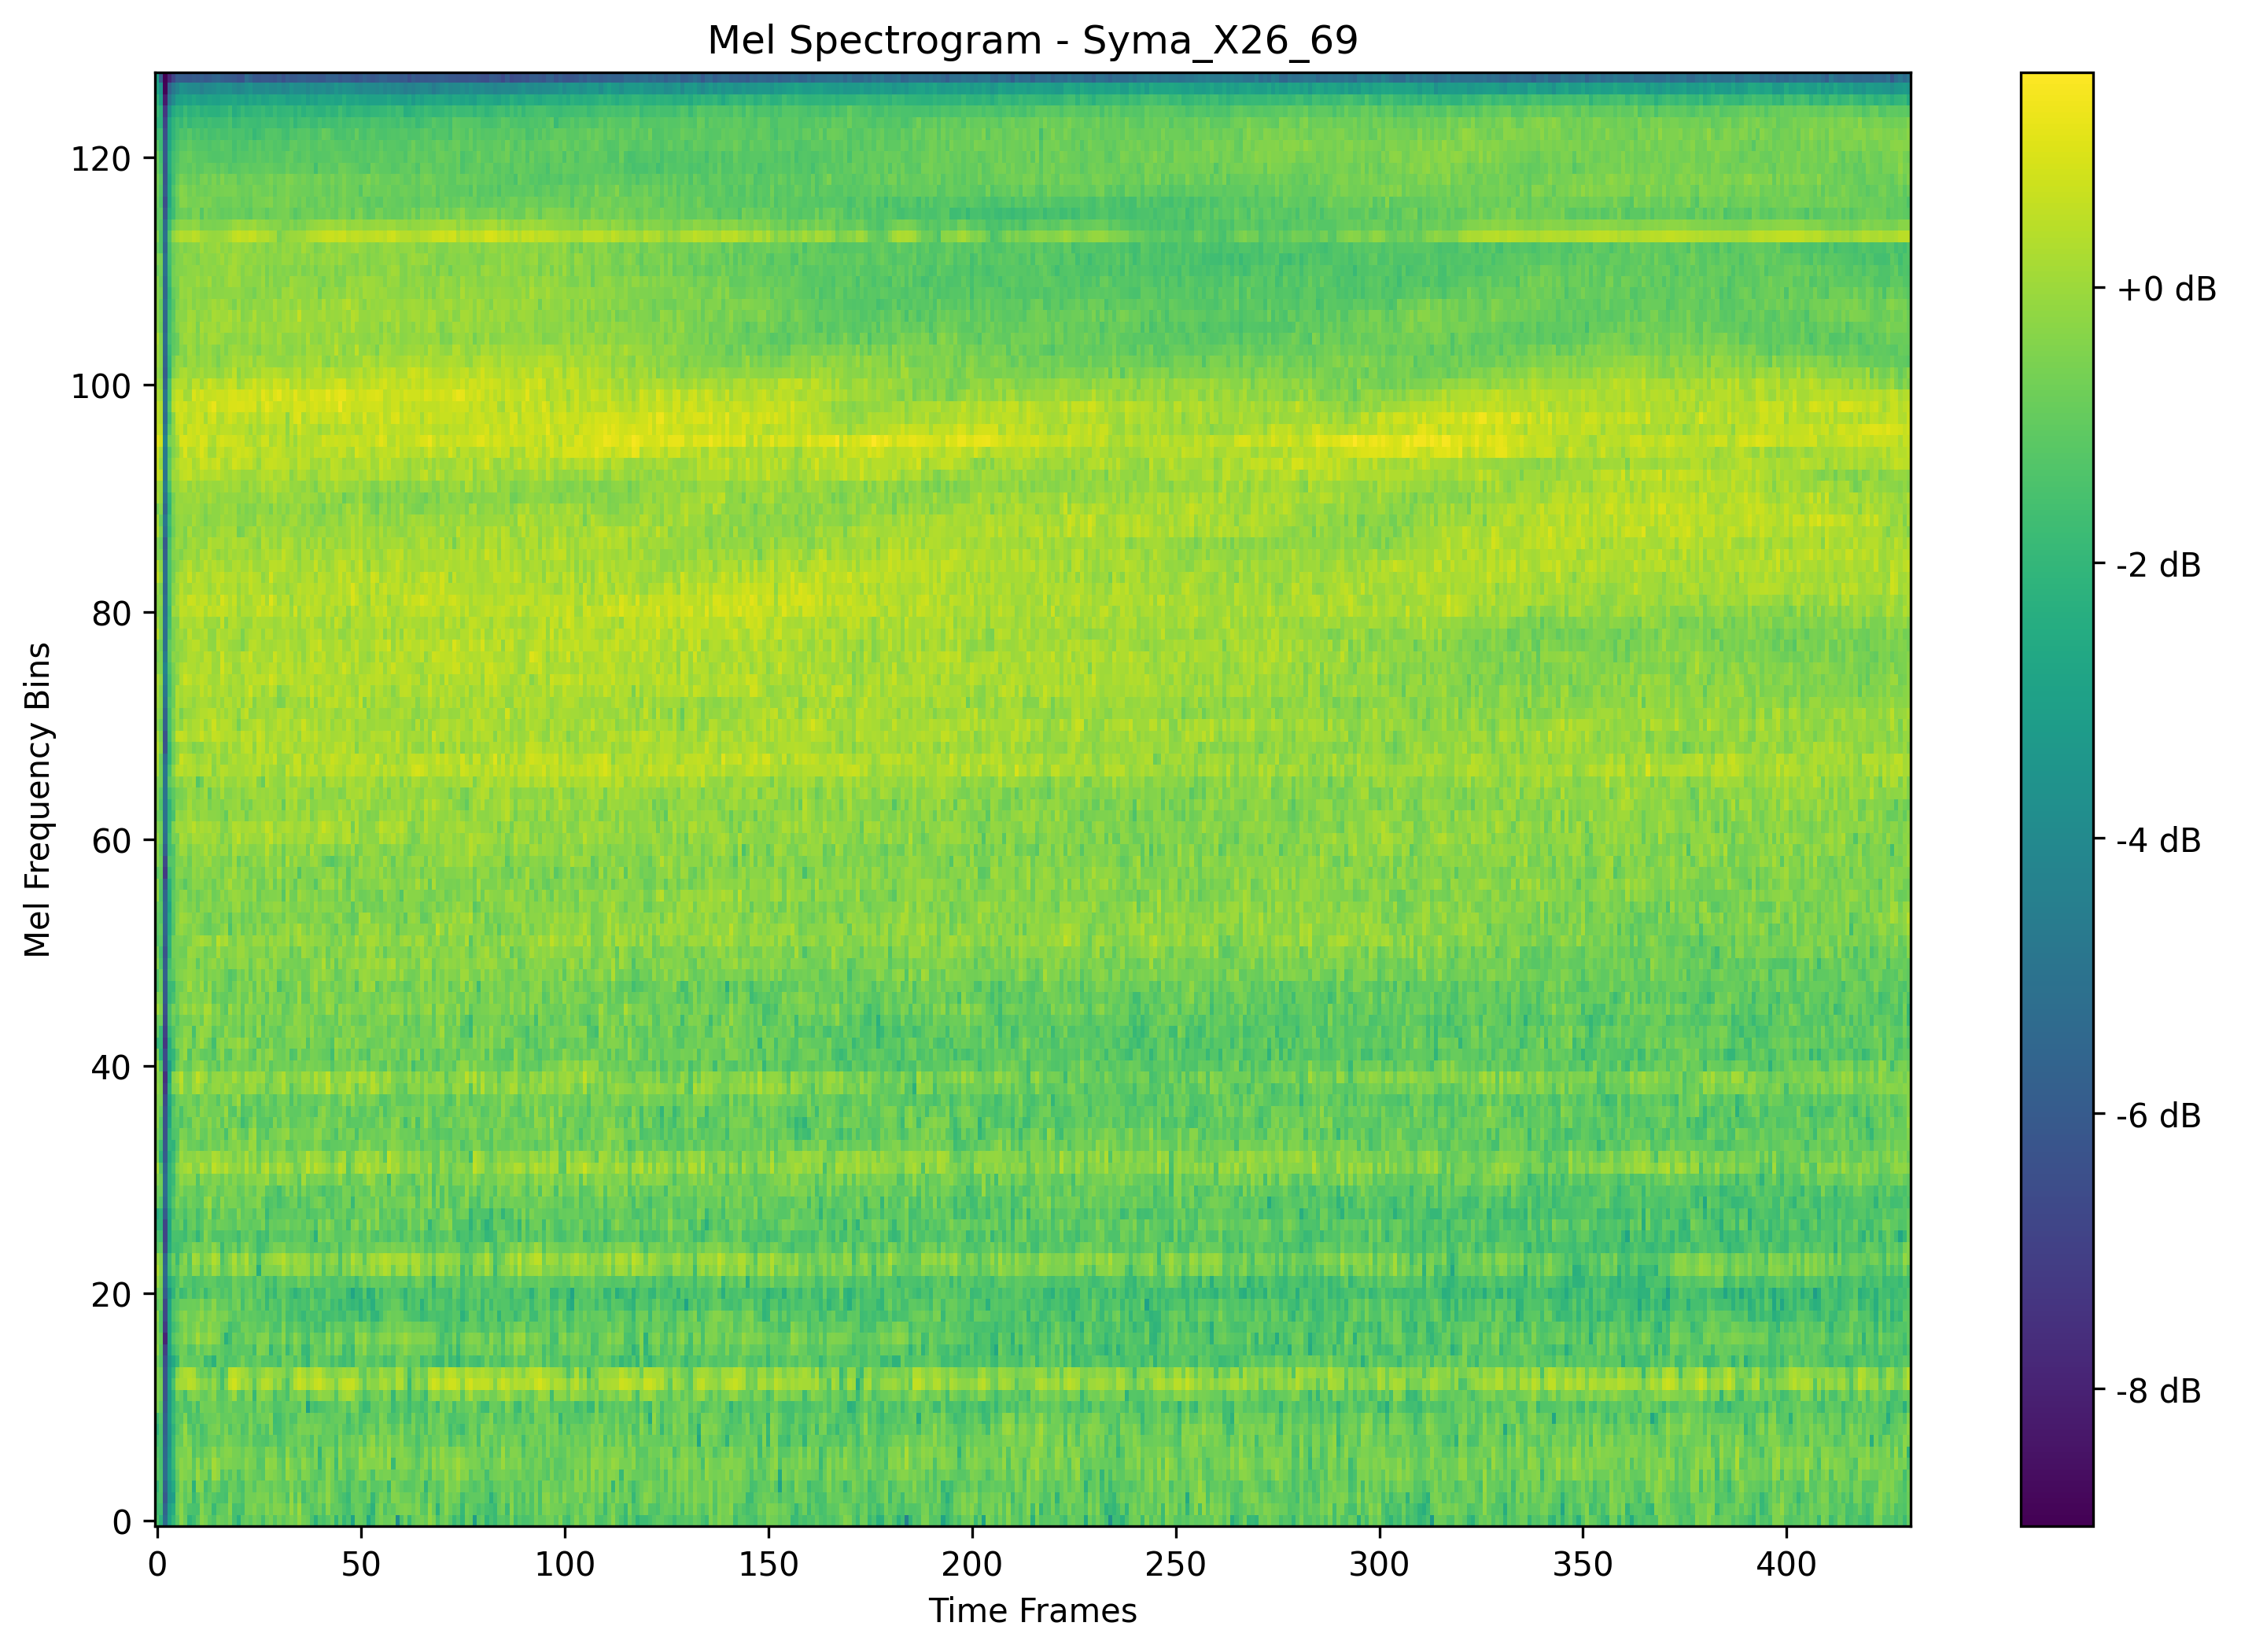 Mel Spectrogram - Syma_X26_69
Mel Frequency Bins
120
100
80
60
40
20
0
0 50 100 150 200 250 300 350 400
Time Frames
+0 dB
-2 dB
-4 dB
-6 dB
-8 dB